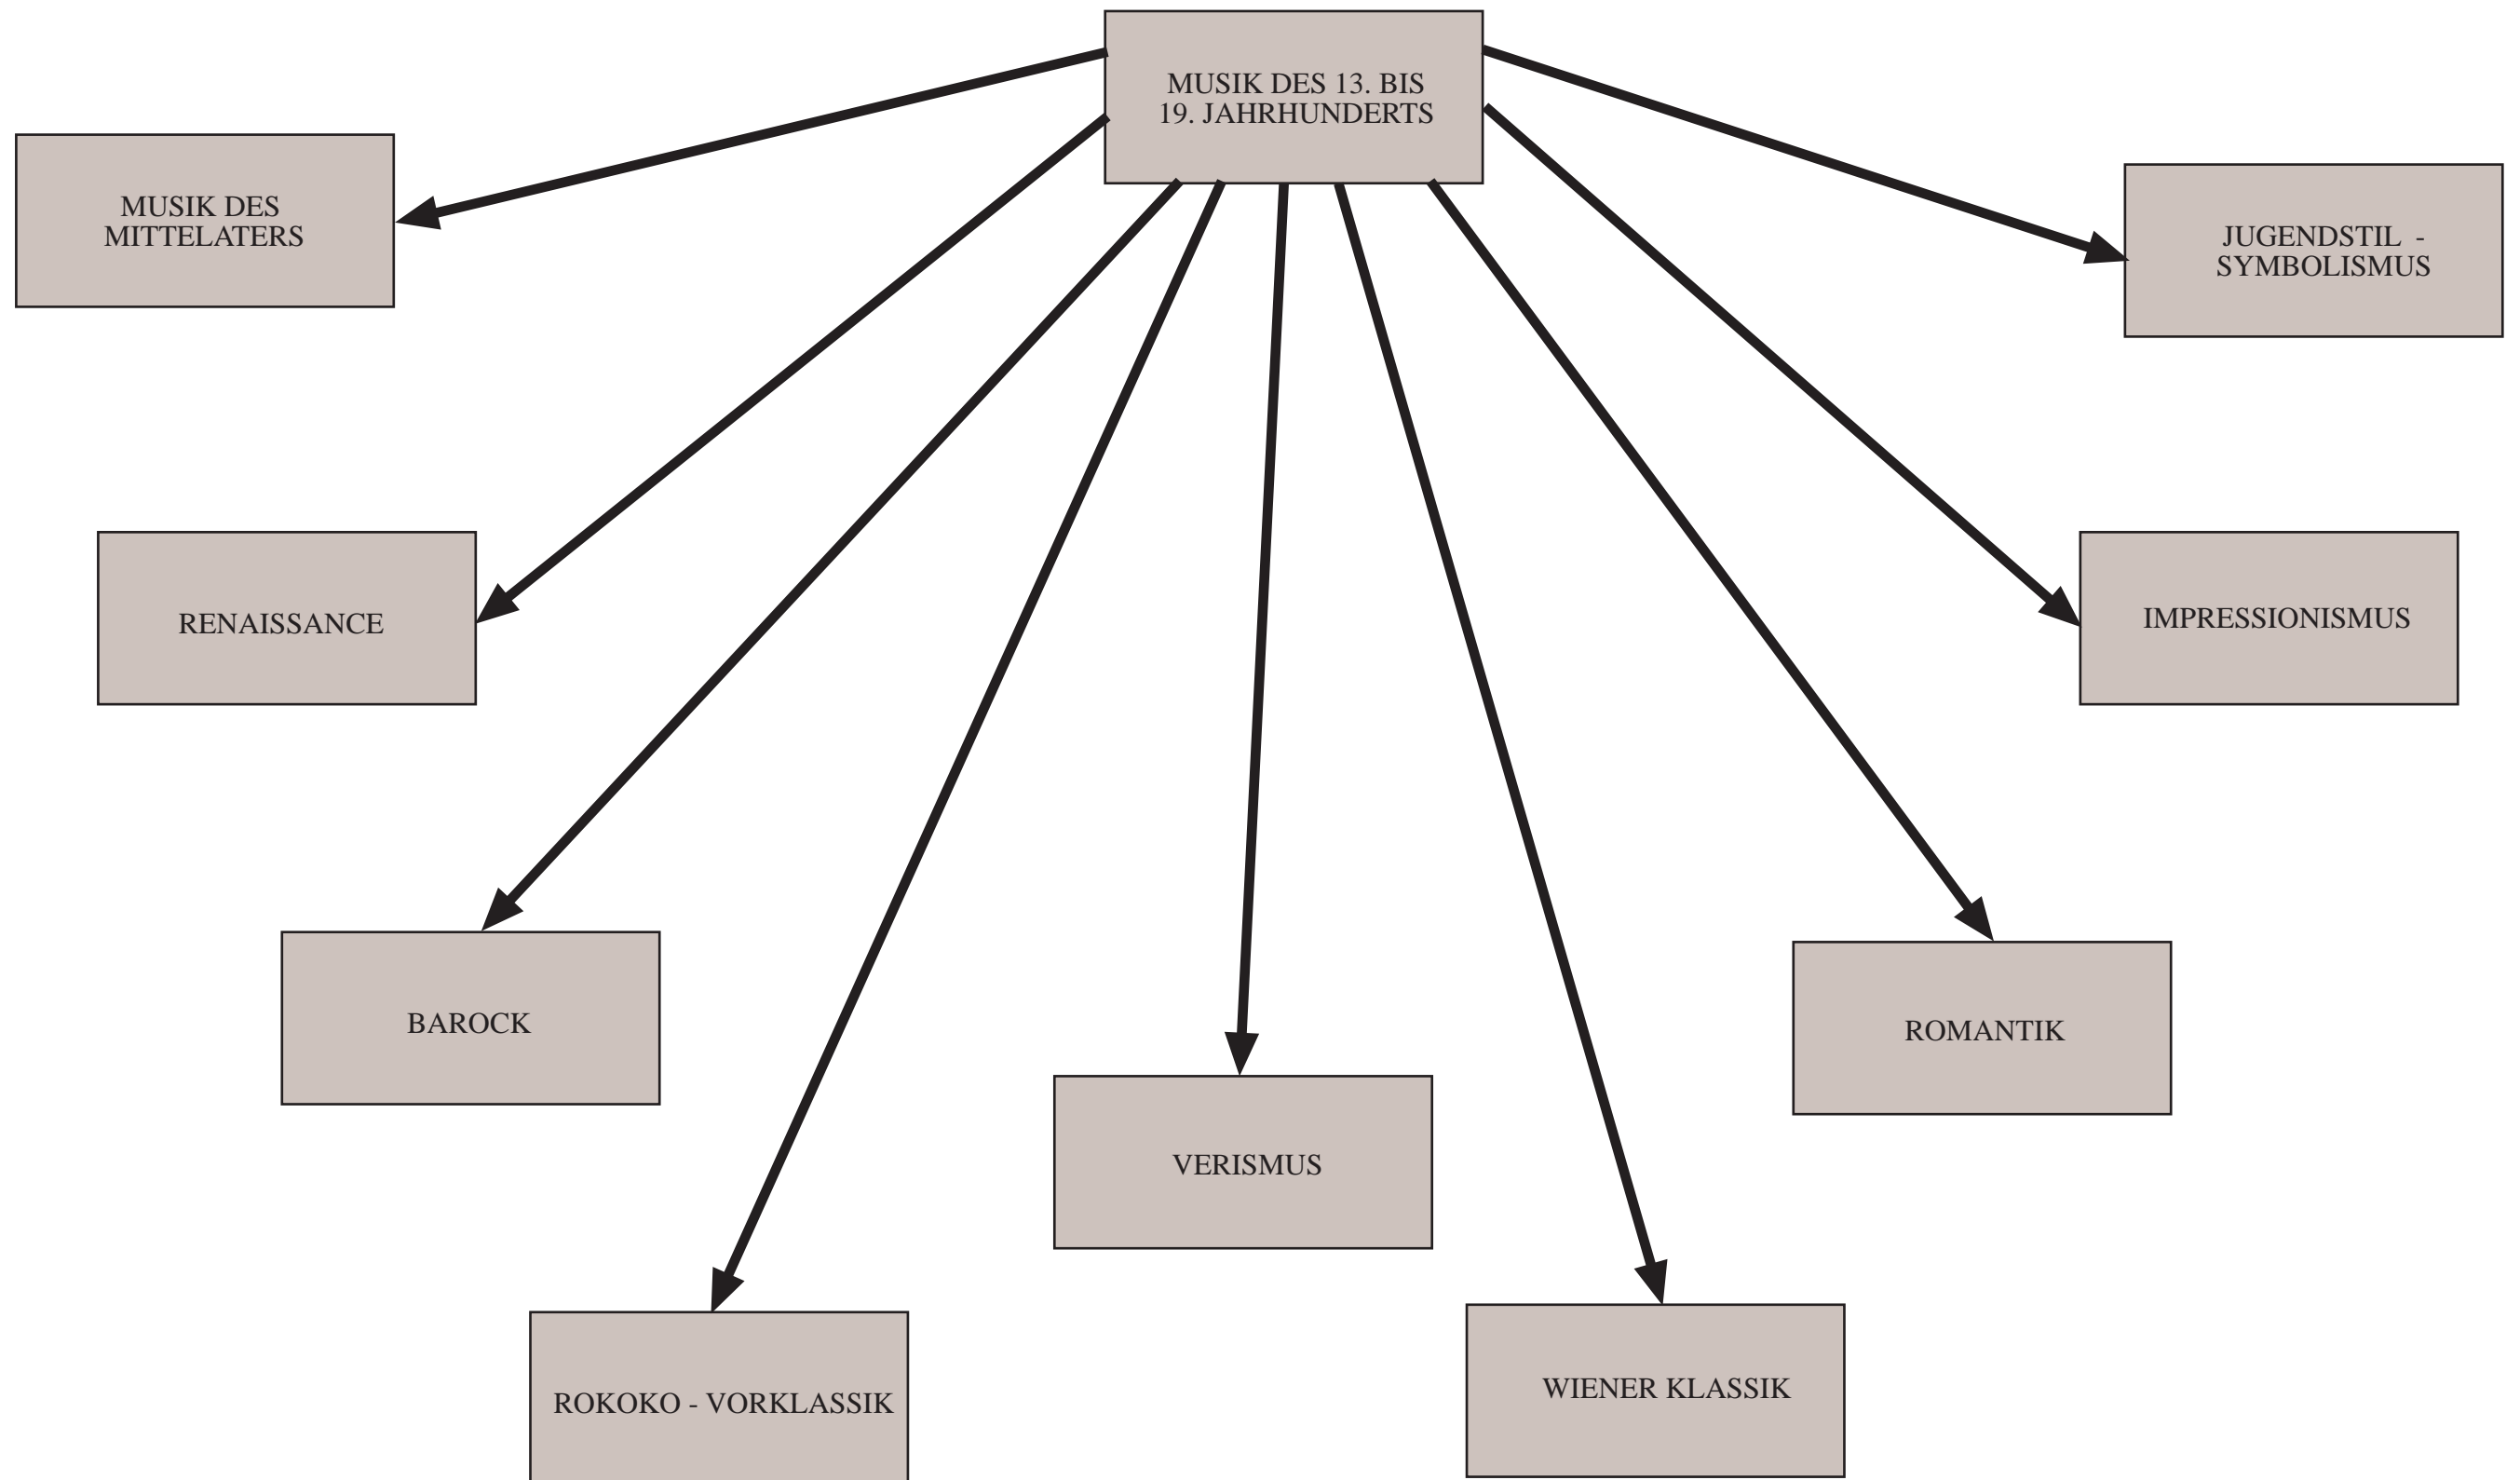 MUSIK DES 13. BIS
19. JAHRHUNDERTS
MUSIK DES
MITTELATERS
JUGENDSTIL -
SYMBOLISMUS
RENAISSANCE
IMPRESSIONISMUS
BAROCK
ROMANTIK
VERISMUS
ROKOKO - VORKLASSIK
WIENER KLASSIK